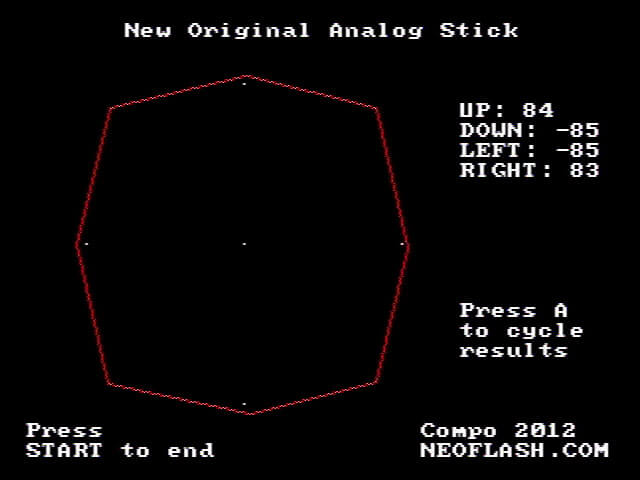 New Original Analog Stick
UP: 84
DOWN: -85
LEFT: -85
RIGHT: 83
Press A
to cycle
results
Press
START to end
Compo 2012
NEOFLASH.COM